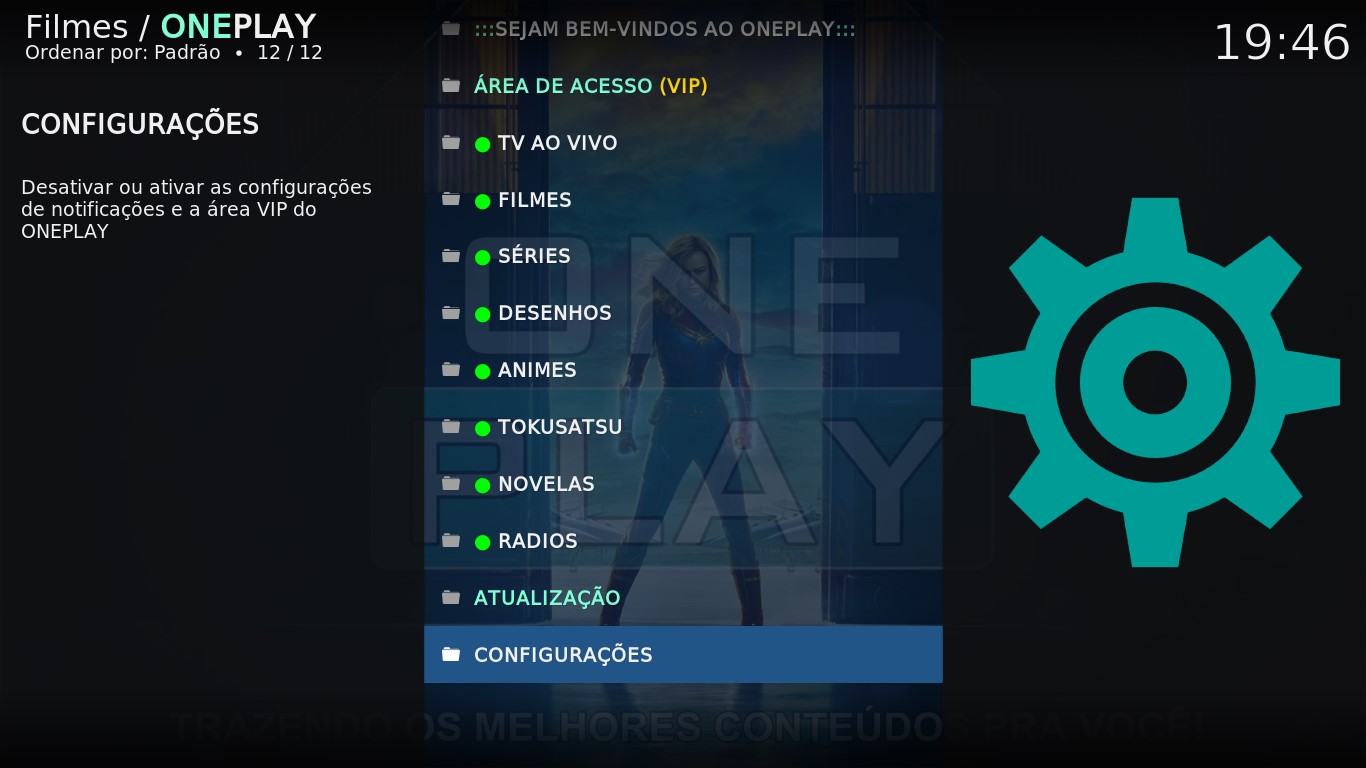 Filmes / ONEPLAY
Ordenar por: Padrão • 12 / 12
19:46
CONFIGURAÇÕES
Desativar ou ativar as configurações
de notificações e a área VIP do
ONEPLAY
:::SEJAM BEM-VINDOS AO ONEPLAY:::
ÁREA DE ACESSO (VIP)
TV AO VIVO
FILMES
SÉRIES
DESENHOS
ANIMES
TOKUSATSU
NOVELAS
RADIOS
ATUALIZAÇÃO
CONFIGURAÇÕES
ONE
PLAY
TRAZENDO OS MELHORES CONTEÚDOS PRA VOCÊ!